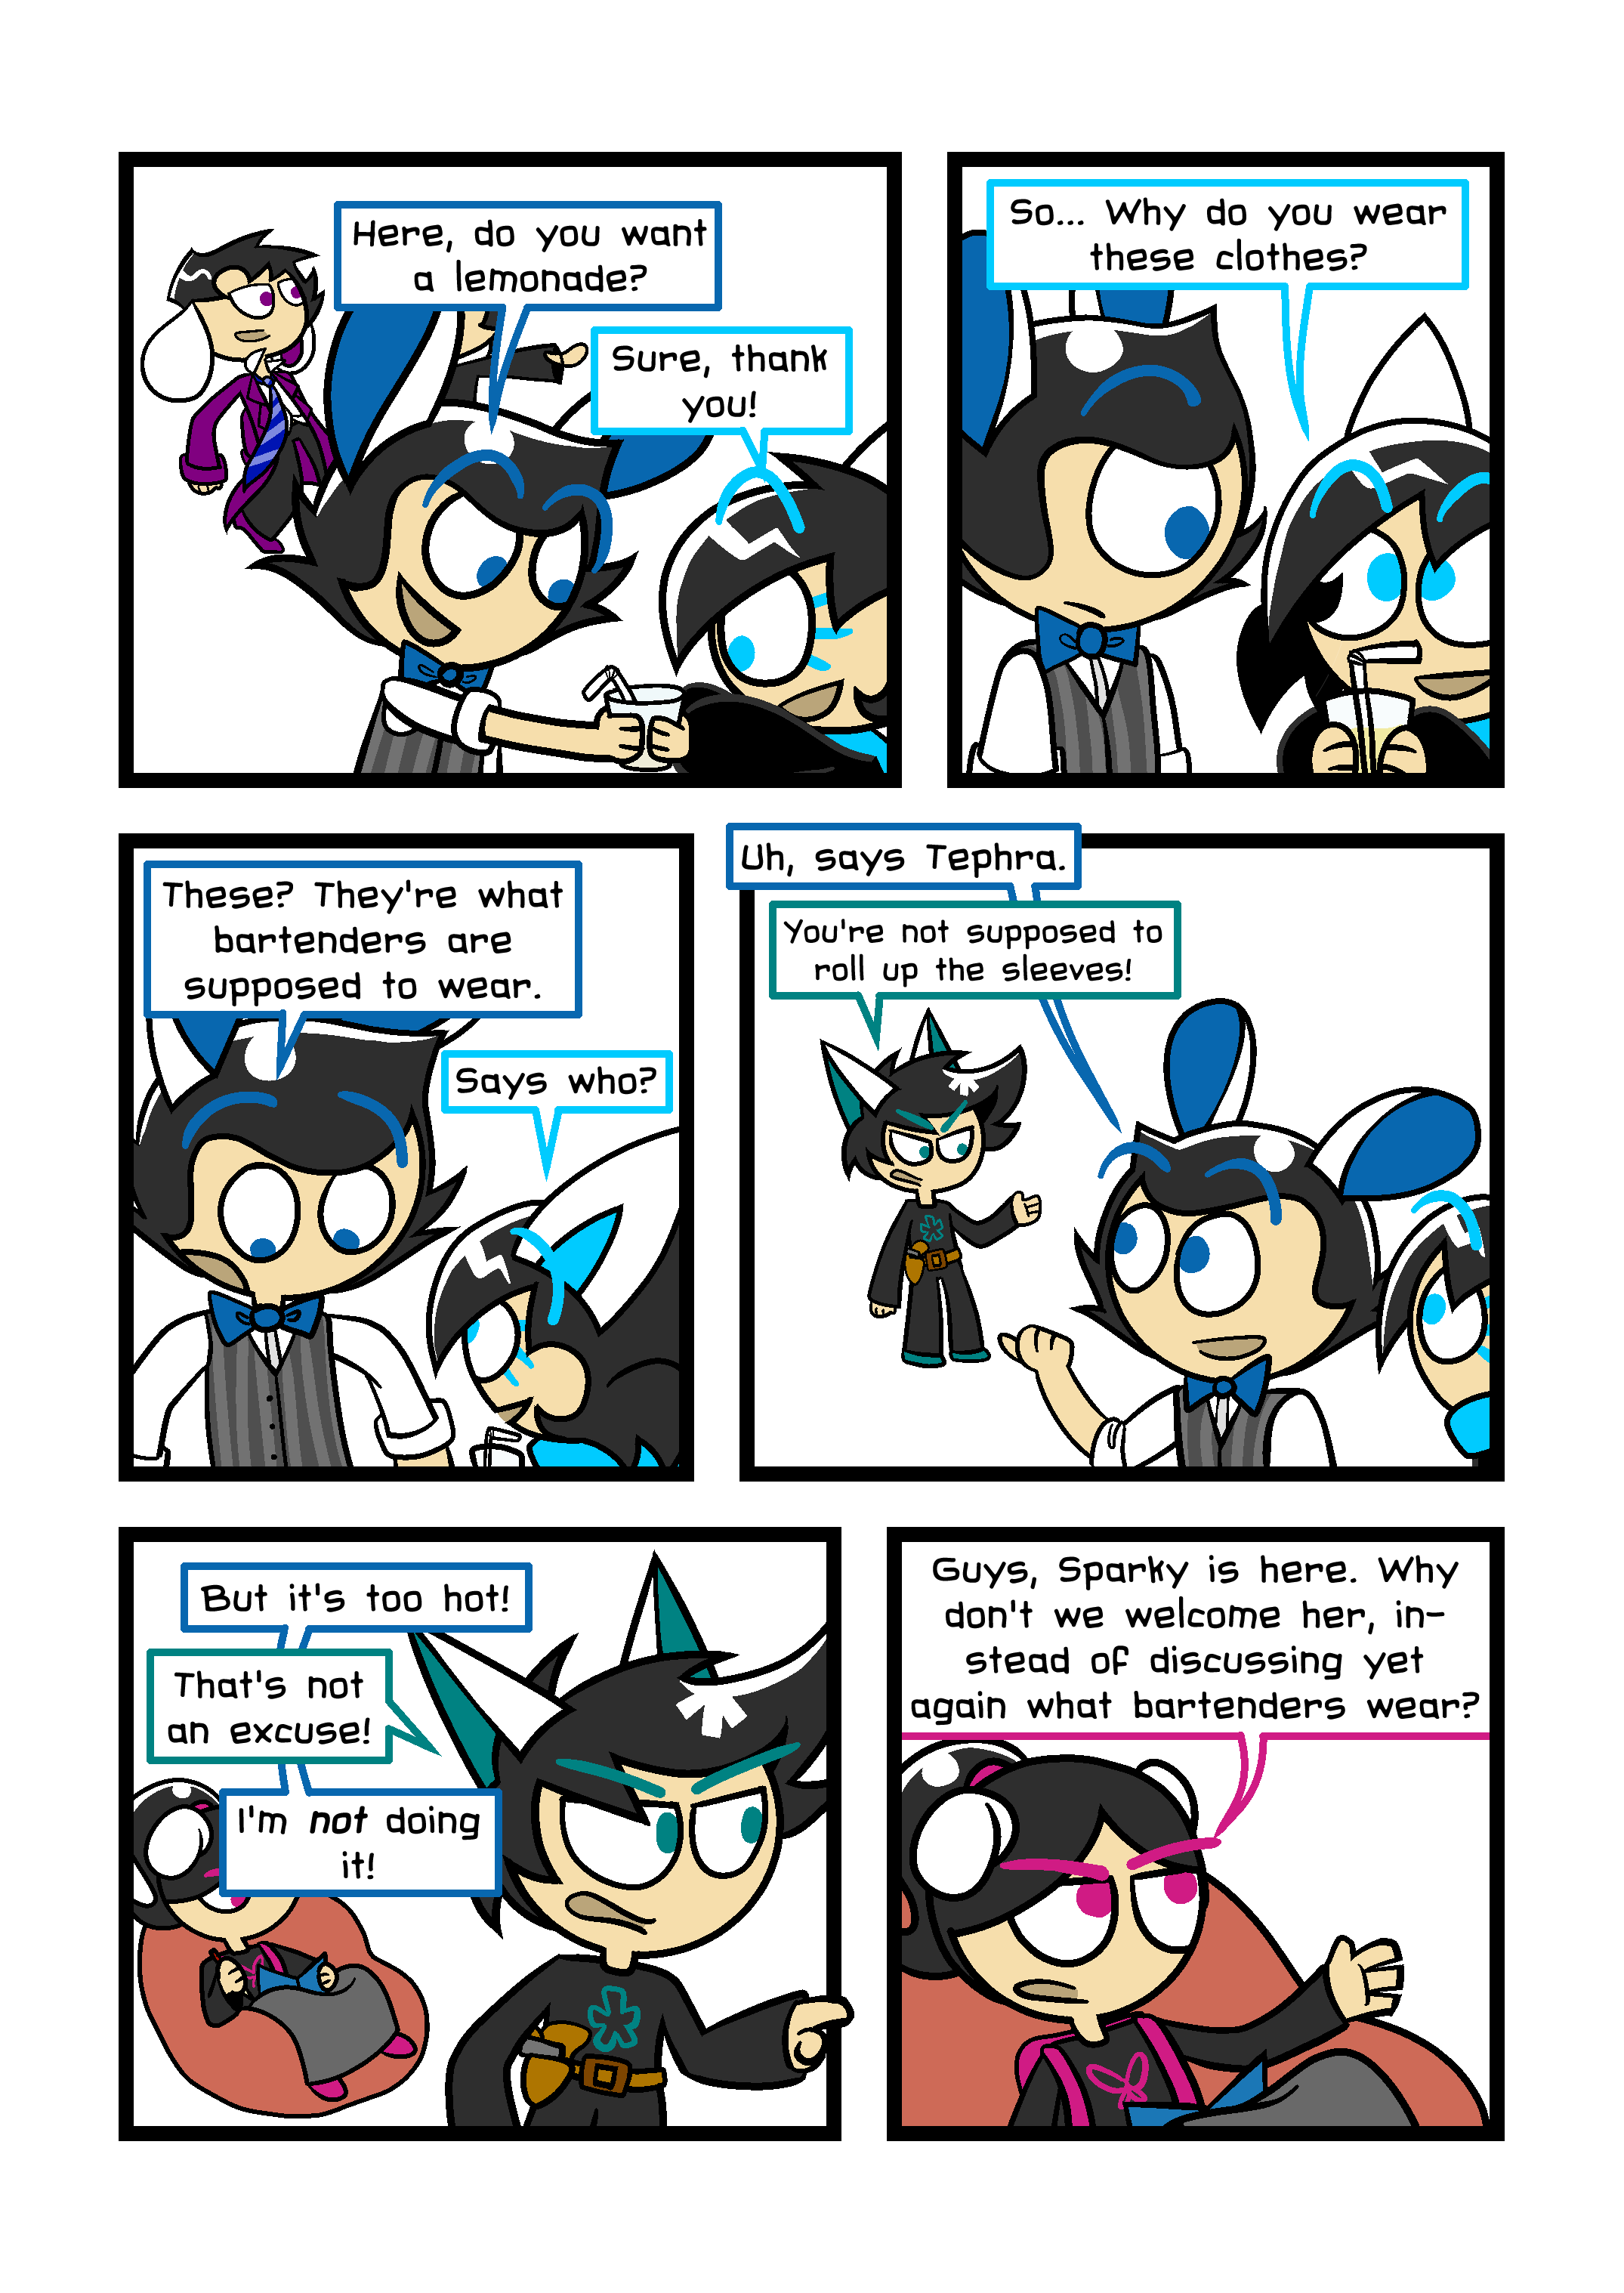 Here, do you want
a lemonade?
Sure, thank
you!
So... Why do you wear
these clothes?
These? They're what
bartenders are
supposed to wear.
Says who?
Uh, says Tephra.
You're not supposed to
roll up the sleeves!
But it's too hot!
That's not
an excuse!
I'm not doing
it!
Guys, Sparky is here. Why
don't we welcome her, in-
stead of discussing yet
again what bartenders wear?